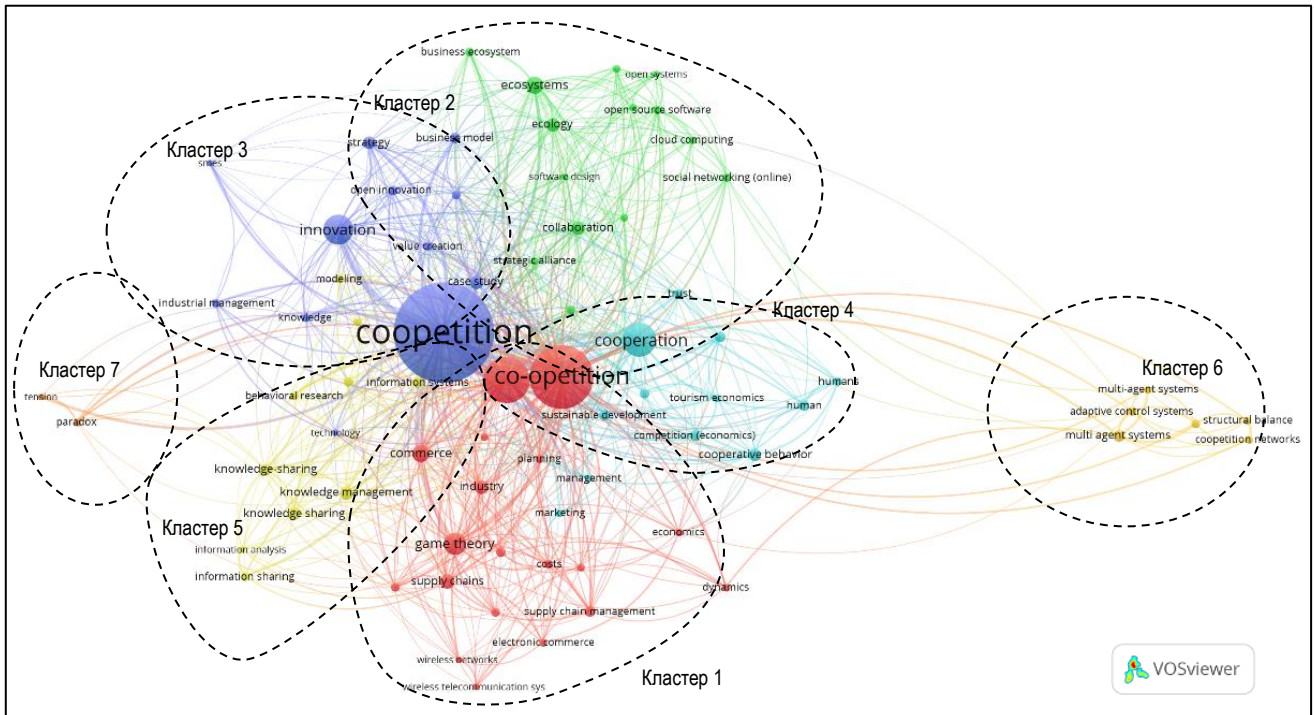 business ecosystem
open systems
ecosystems
Кластер 2
open source software
ecology
business model
cloud computing
strategy
Кластер 3
smes
software design
social networking (online)
open innovation
innovation
collaboration
value creation
strategic alliance
modeling
case study
trust
industrial management
Кластер 4
knowledge
coopetition
cooperation
Кластер 7
Кластер 6
co-opetition
information systems
humans
multi-agent systems
tension
behavioral research
tourism economics
human
adaptive control systems
paradox
sustainable development
structural balance
technology
competition (economics)
multi agent systems
coopetition networks
commerce
cooperative behavior
planning
knowledge-sharing
management
industry
knowledge management
knowledge sharing
marketing
Кластер 5
economics
game theory
information analysis
costs
information sharing
supply chains
dynamics
supply chain management
electronic commerce
wireless networks
Кластер 1
wireless telecommunication sys
VOSviewer